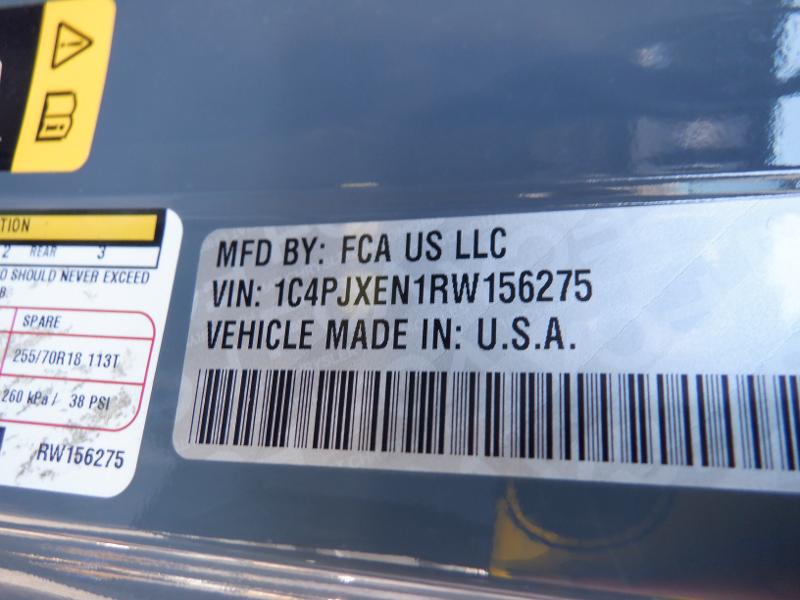 TION
2 REAR 3
O SHOULD NEVER EXCEED
B.
SPARE
255/70R18 113T
260 kPa / 38 PSI
RW156275
MFD BY: FCA US LLC
VIN: 1C4PJXEN1RW156275
VEHICLE MADE IN: U.S.A.